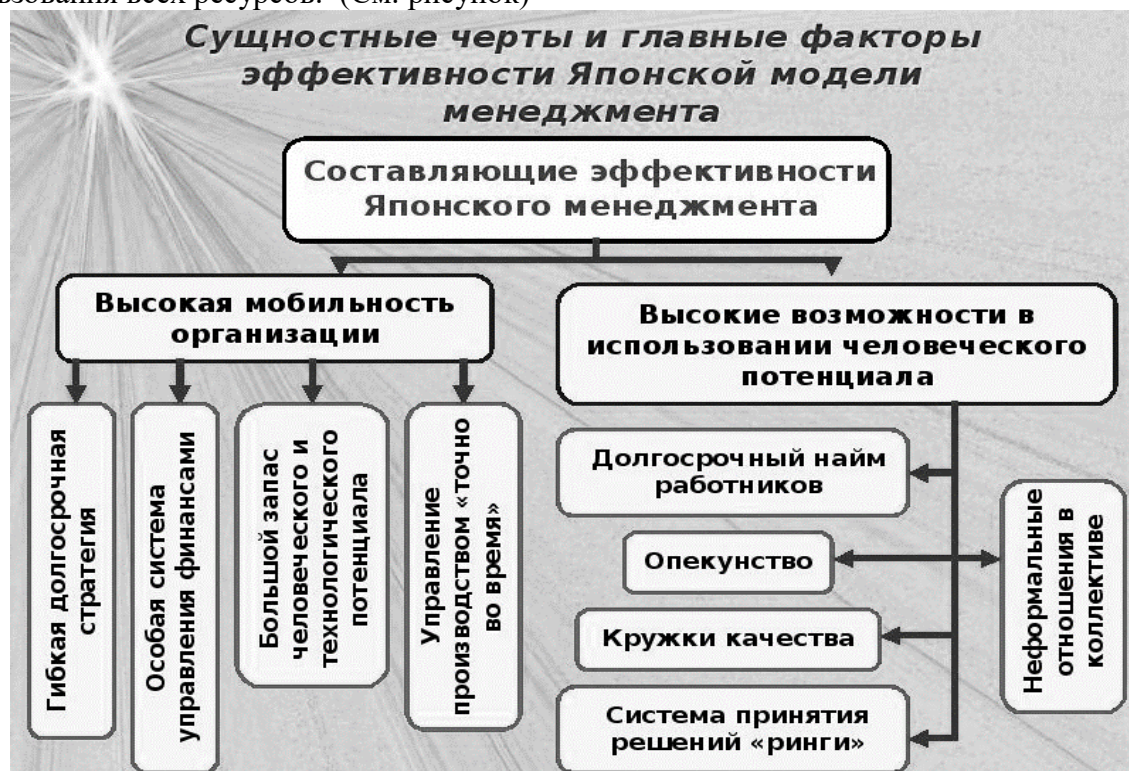 ьзования всех ресурсов. (См. рисунок)
Сущностные черты и главные факторы
эффективности Японской модели
менеджмента
Составляющие эффективности
Японского менеджмента
Высокая мобильность
организации
Высокие возможности в
использовании человеческого
потенциала
Гибкая долгосрочная
стратегия
Особая система
управления финансами
Большой запас
человеческого и
технологического
потенциала
Управление
производством «точно
во время»
Долгосрочный найм
работников
Опекунство
Кружки качества
Система принятия
решений «ринги»
Неформальные
отношения в
коллективе